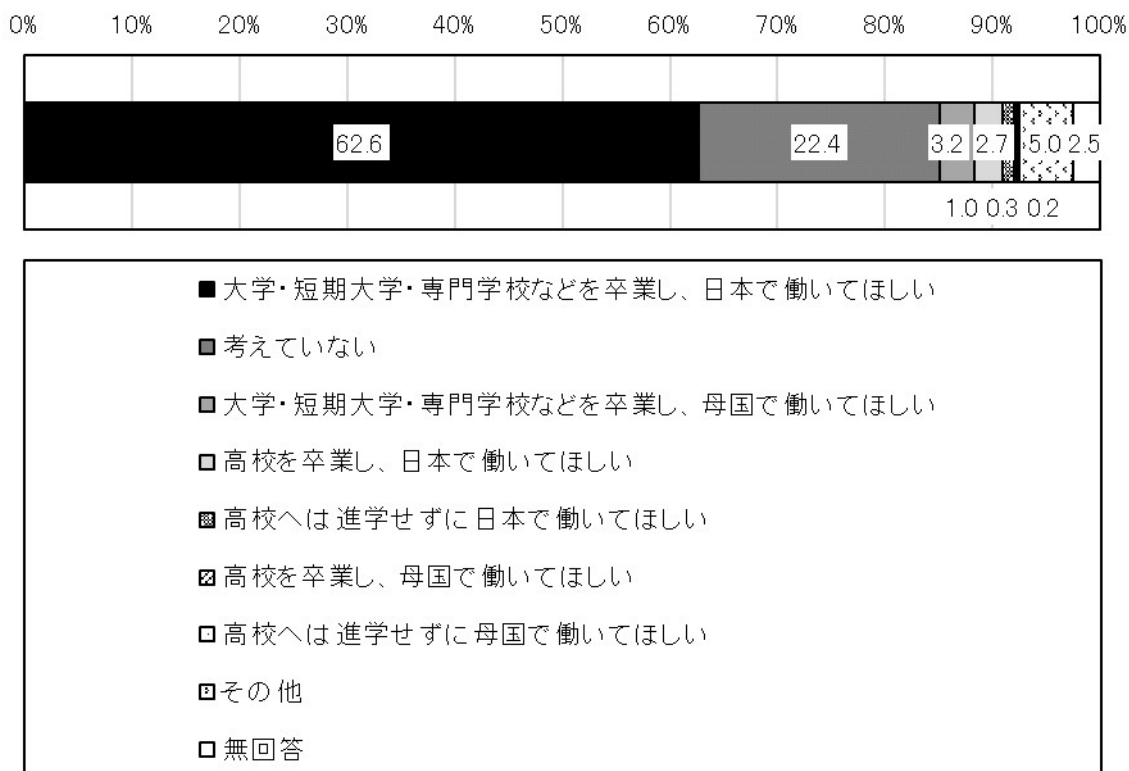 0% 10% 20% 30% 40% 50% 60% 70% 80% 90% 100%
62.6 22.4 3.2 2.7 5.0 2.5
1.0 0.3 0.2
大学・短期大学・専門学校などを卒業し、日本で働いてほしい
考えていない
大学・短期大学・専門学校などを卒業し、母国で働いてほしい
高校を卒業し、日本で働いてほしい
高校へは進学せずに日本で働いてほしい
高校を卒業し、母国で働いてほしい
高校へは進学せずに母国で働いてほしい
その他
無回答